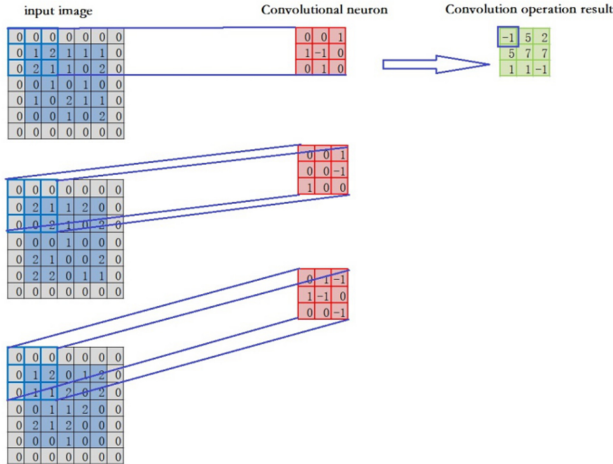 input image
Convolutional neuron
Convolution operation result
0 0 0 0 0 0 0
0 1 2 1 1 1 0
0 2 1 1 0 2 0
0 0 0 1 0 1 0
0 1 0 2 1 1 0
0 0 0 1 0 2 0
0 0 0 0 0 0 0
0 0 1
1 -1 0
0 1 0
-1 5 2
5 7 7
1 1 -1
0 0 0 0 0 0 0
0 2 1 1 2 0 0
0 0 2 1 0 2 0
0 0 0 1 0 0 0
0 2 1 0 0 2 0
0 2 2 0 1 1 0
0 0 0 0 0 0 0
0 0 1
0 0 -1
1 0 0
0 0 0 0 0 0 0
0 1 2 0 1 2 0
0 1 1 2 0 2 0
0 0 1 1 2 0 0
0 2 1 2 0 0 0
0 0 0 1 0 0 0
0 0 0 0 0 0 0
0 1 -1
1 -1 0
0 0 -1